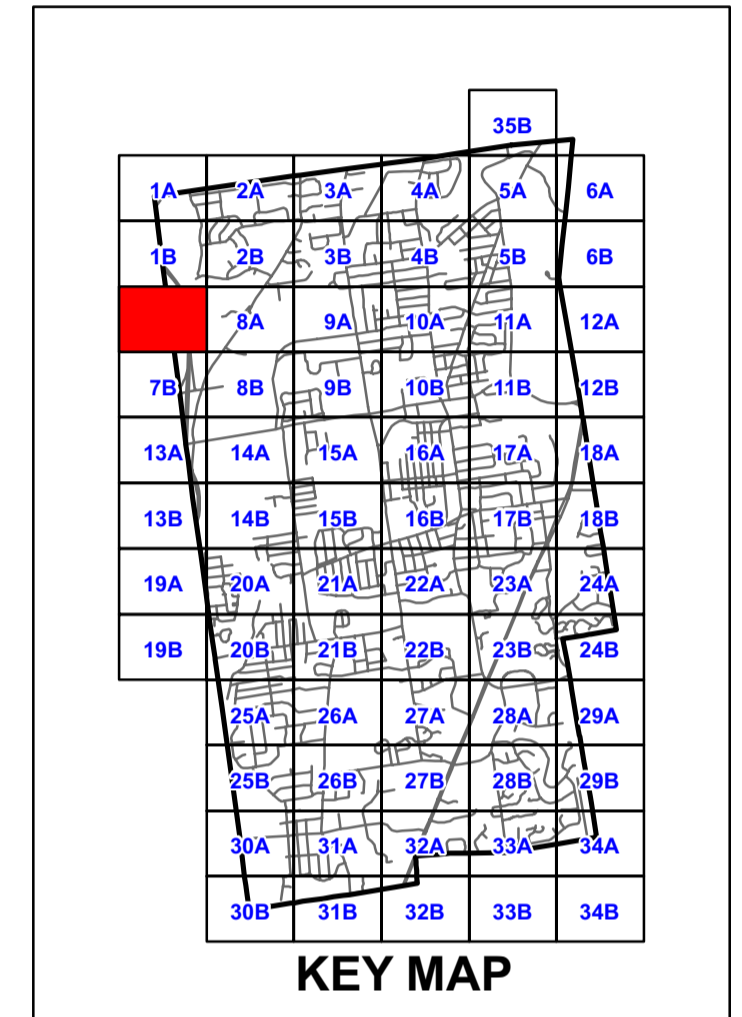 35B
1A 2A 3A 4A 5A 6A
1B 2B 3B 4B 5B 6B
8A 9A 10A 11A 12A
7B 8B 9B 10B 11B 12B
13A 14A 15A 16A 17A 18A
13B 14B 15B 16B 17B 18B
19A 20A 21A 22A 23A 24A
19B 20B 21B 22B 23B 24B
25A 26A 27A 28A 29A
25B 26B 27B 28B 29B
30A 31A 32A 33A 34A
30B 31B 32B 33B 34B
KEY MAP